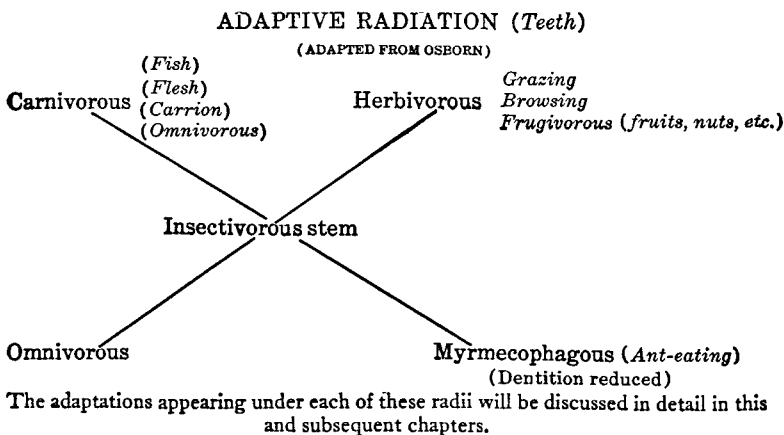 ADAPTIVE RADIATION (Teeth)
(ADAPTED FROM OSBORN)
Carnivorous
(Fish)
(Flesh)
(Carrion)
(Omnivorous)
Herbivorous
Grazing
Browsing
Frugivorous (fruits, nuts, etc.)
Insectivorous stem
Omnivorous
Myrmecophagous (Ant-eating)
(Dentition reduced)
The adaptations appearing under each of these radii will be discussed in detail in this
and subsequent chapters.